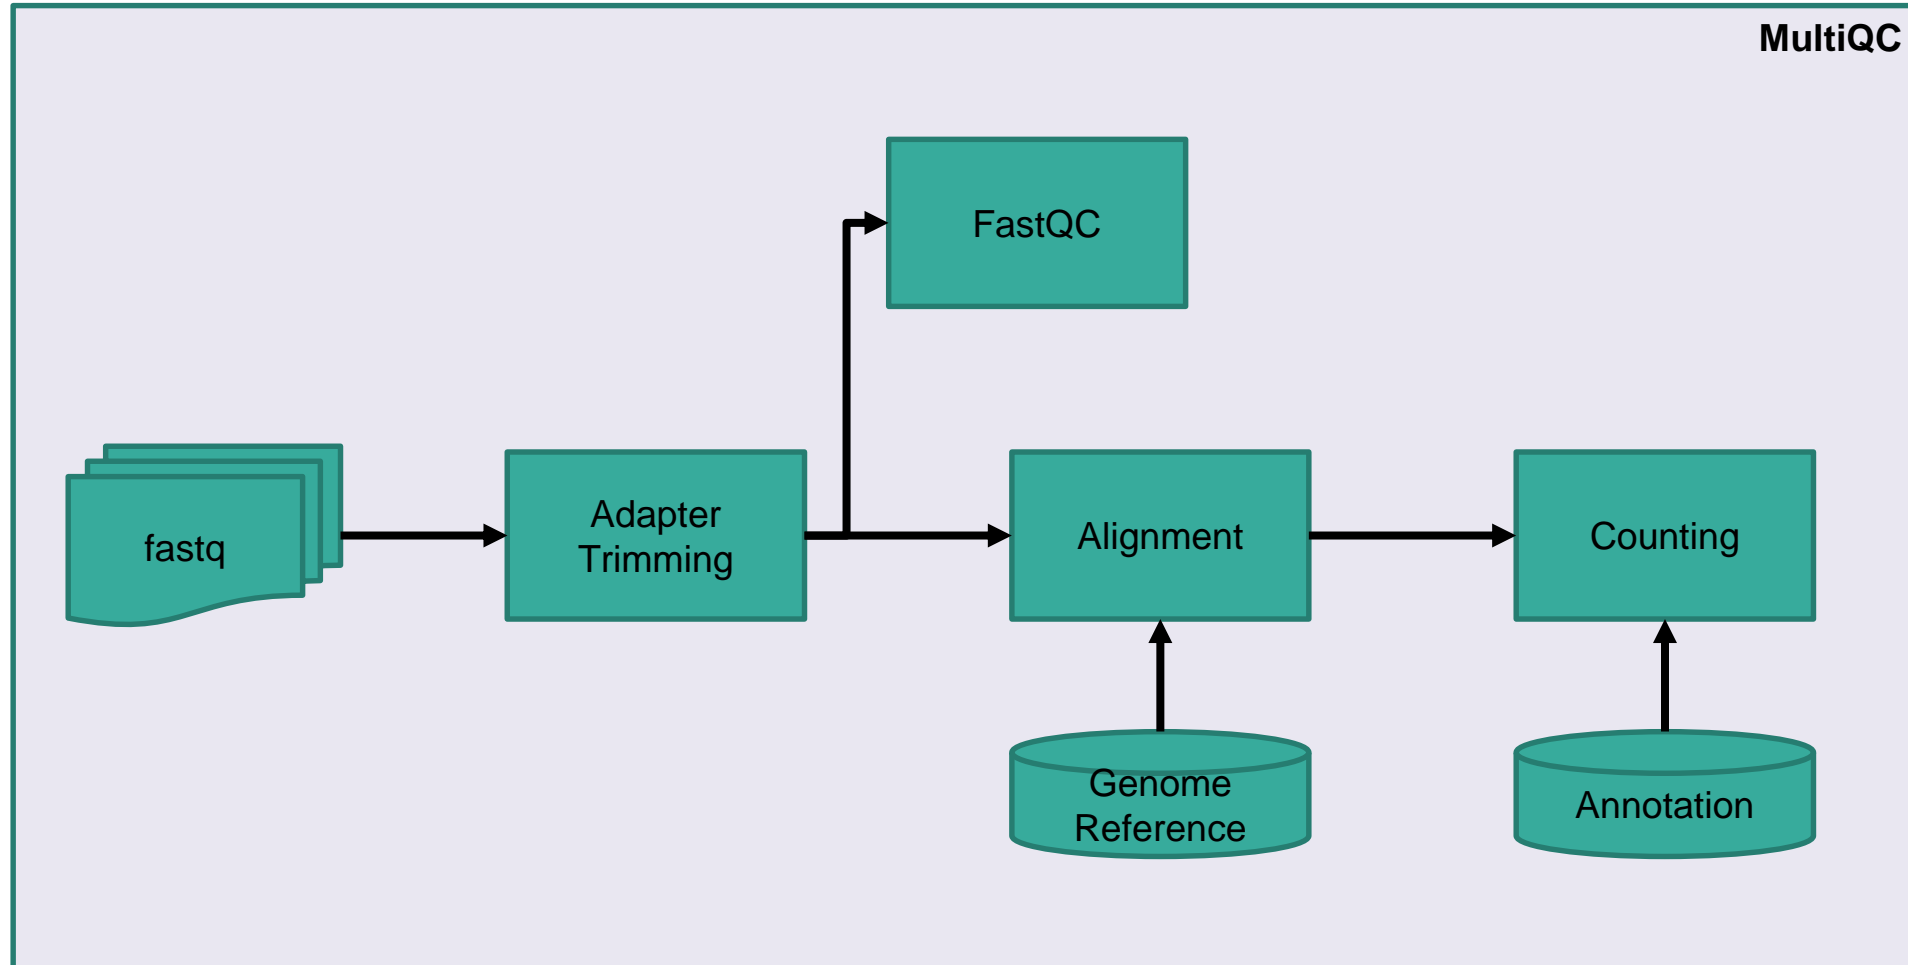 MultiQC
FastQC
fastq
Adapter
Trimming
Alignment
Counting
Genome
Reference
Annotation